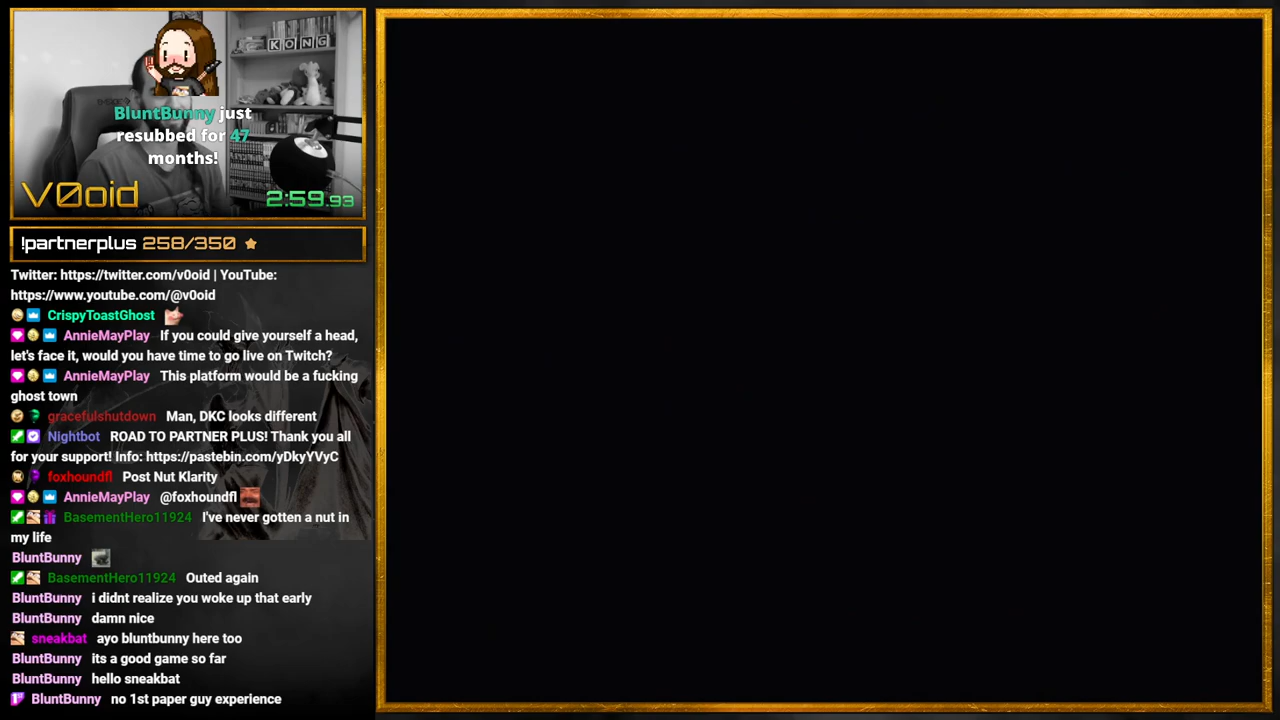 KONG
BluntBunny just
resubbed for 47
months!
V0oid
2:59.93
!partnerplus 258/350
Twitter: https://twitter.com/v0oid | YouTube:
https://www.youtube.com/@v0oid
CrispyToastGhost
AnnieMayPlay If you could give yourself a head,
let's face it, would you have time to go live on Twitch?
AnnieMayPlay This platform would be a fucking
ghost town
gracefulshutdown Man, DKC looks different
Nightbot ROAD TO PARTNER PLUS! Thank you all
for your support! Info: https://pastebin.com/yDkyYVyC
foxhoundfl Post Nut Klarity
AnnieMayPlay @foxhoundfl
BasementHero11924 I've never gotten a nut in
my life
BluntBunny
BasementHero11924 Outed again
BluntBunny i didnt realize you woke up that early
BluntBunny damn nice
sneakbat ayo bluntbunny here too
BluntBunny its a good game so far
BluntBunny hello sneakbat
BluntBunny no 1st paper guy experience